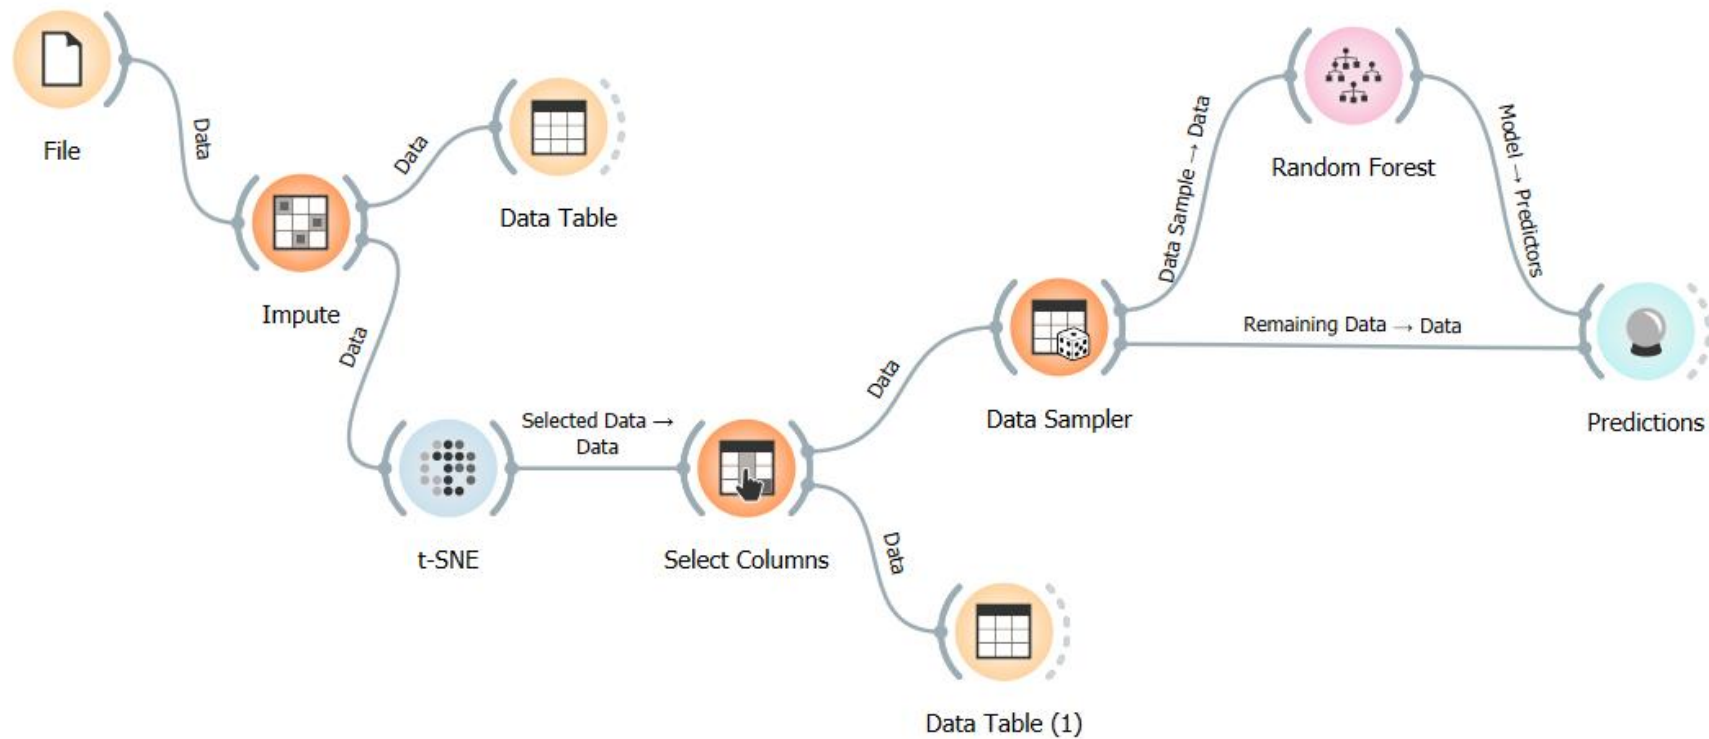 File
Data
Impute
Data
Data Table
Data
t-SNE
Selected Data →
Data
Select Columns
Data
Data
Data Table (1)
Data Sampler
Data Sample → Data
Random Forest
Model → Predictors
Remaining Data → Data
Predictions